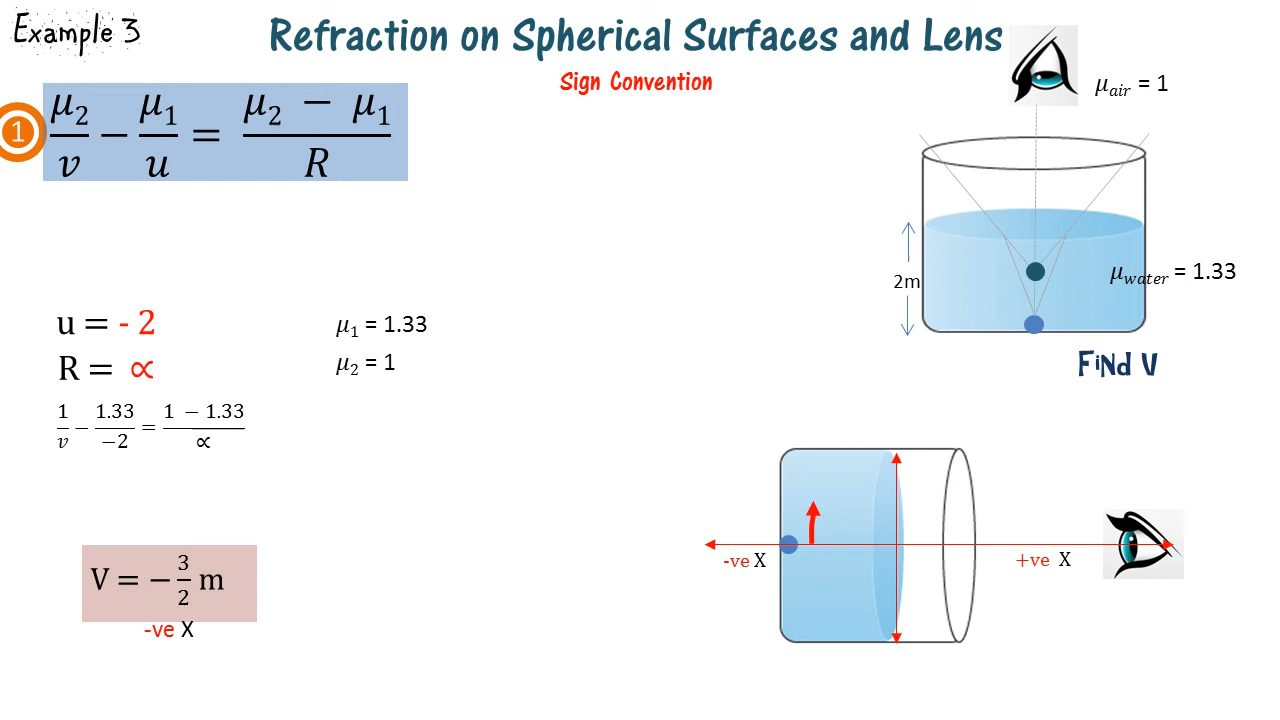 Example 3
Refraction on Spherical Surfaces and Lens
Sign Convention
μ_air = 1
1
μ₂/v − μ₁/u = (μ₂ − μ₁)/R
2m
μ_water = 1.33
u = - 2
μ₁ = 1.33
R = ∝
μ₂ = 1
FiNd V
1/v − 1.33/−2 = (1 − 1.33)/∝
-ve X
+ve X
V = − 3/2 m
-ve X